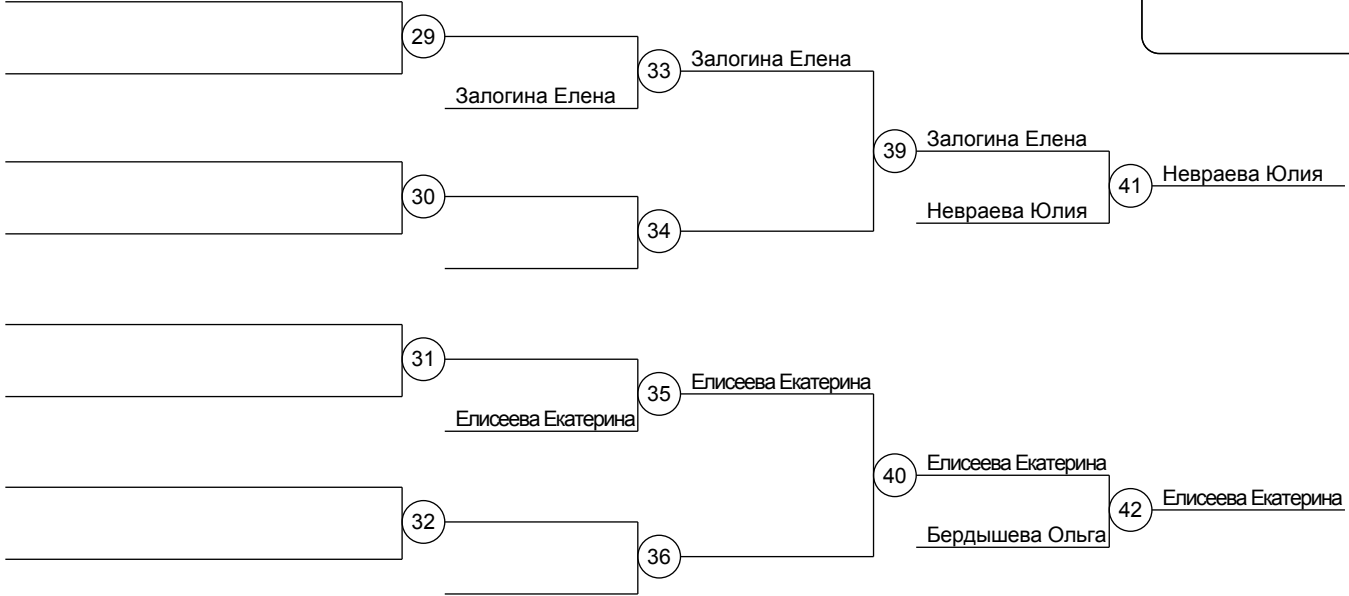 29
33
Залогина Елена
Залогина Елена
39
Залогина Елена
41
Невраева Юлия
30
Невраева Юлия
34
31
35
Елисеева Екатерина
Елисеева Екатерина
40
Елисеева Екатерина
42
Елисеева Екатерина
32
Бердышева Ольга
36